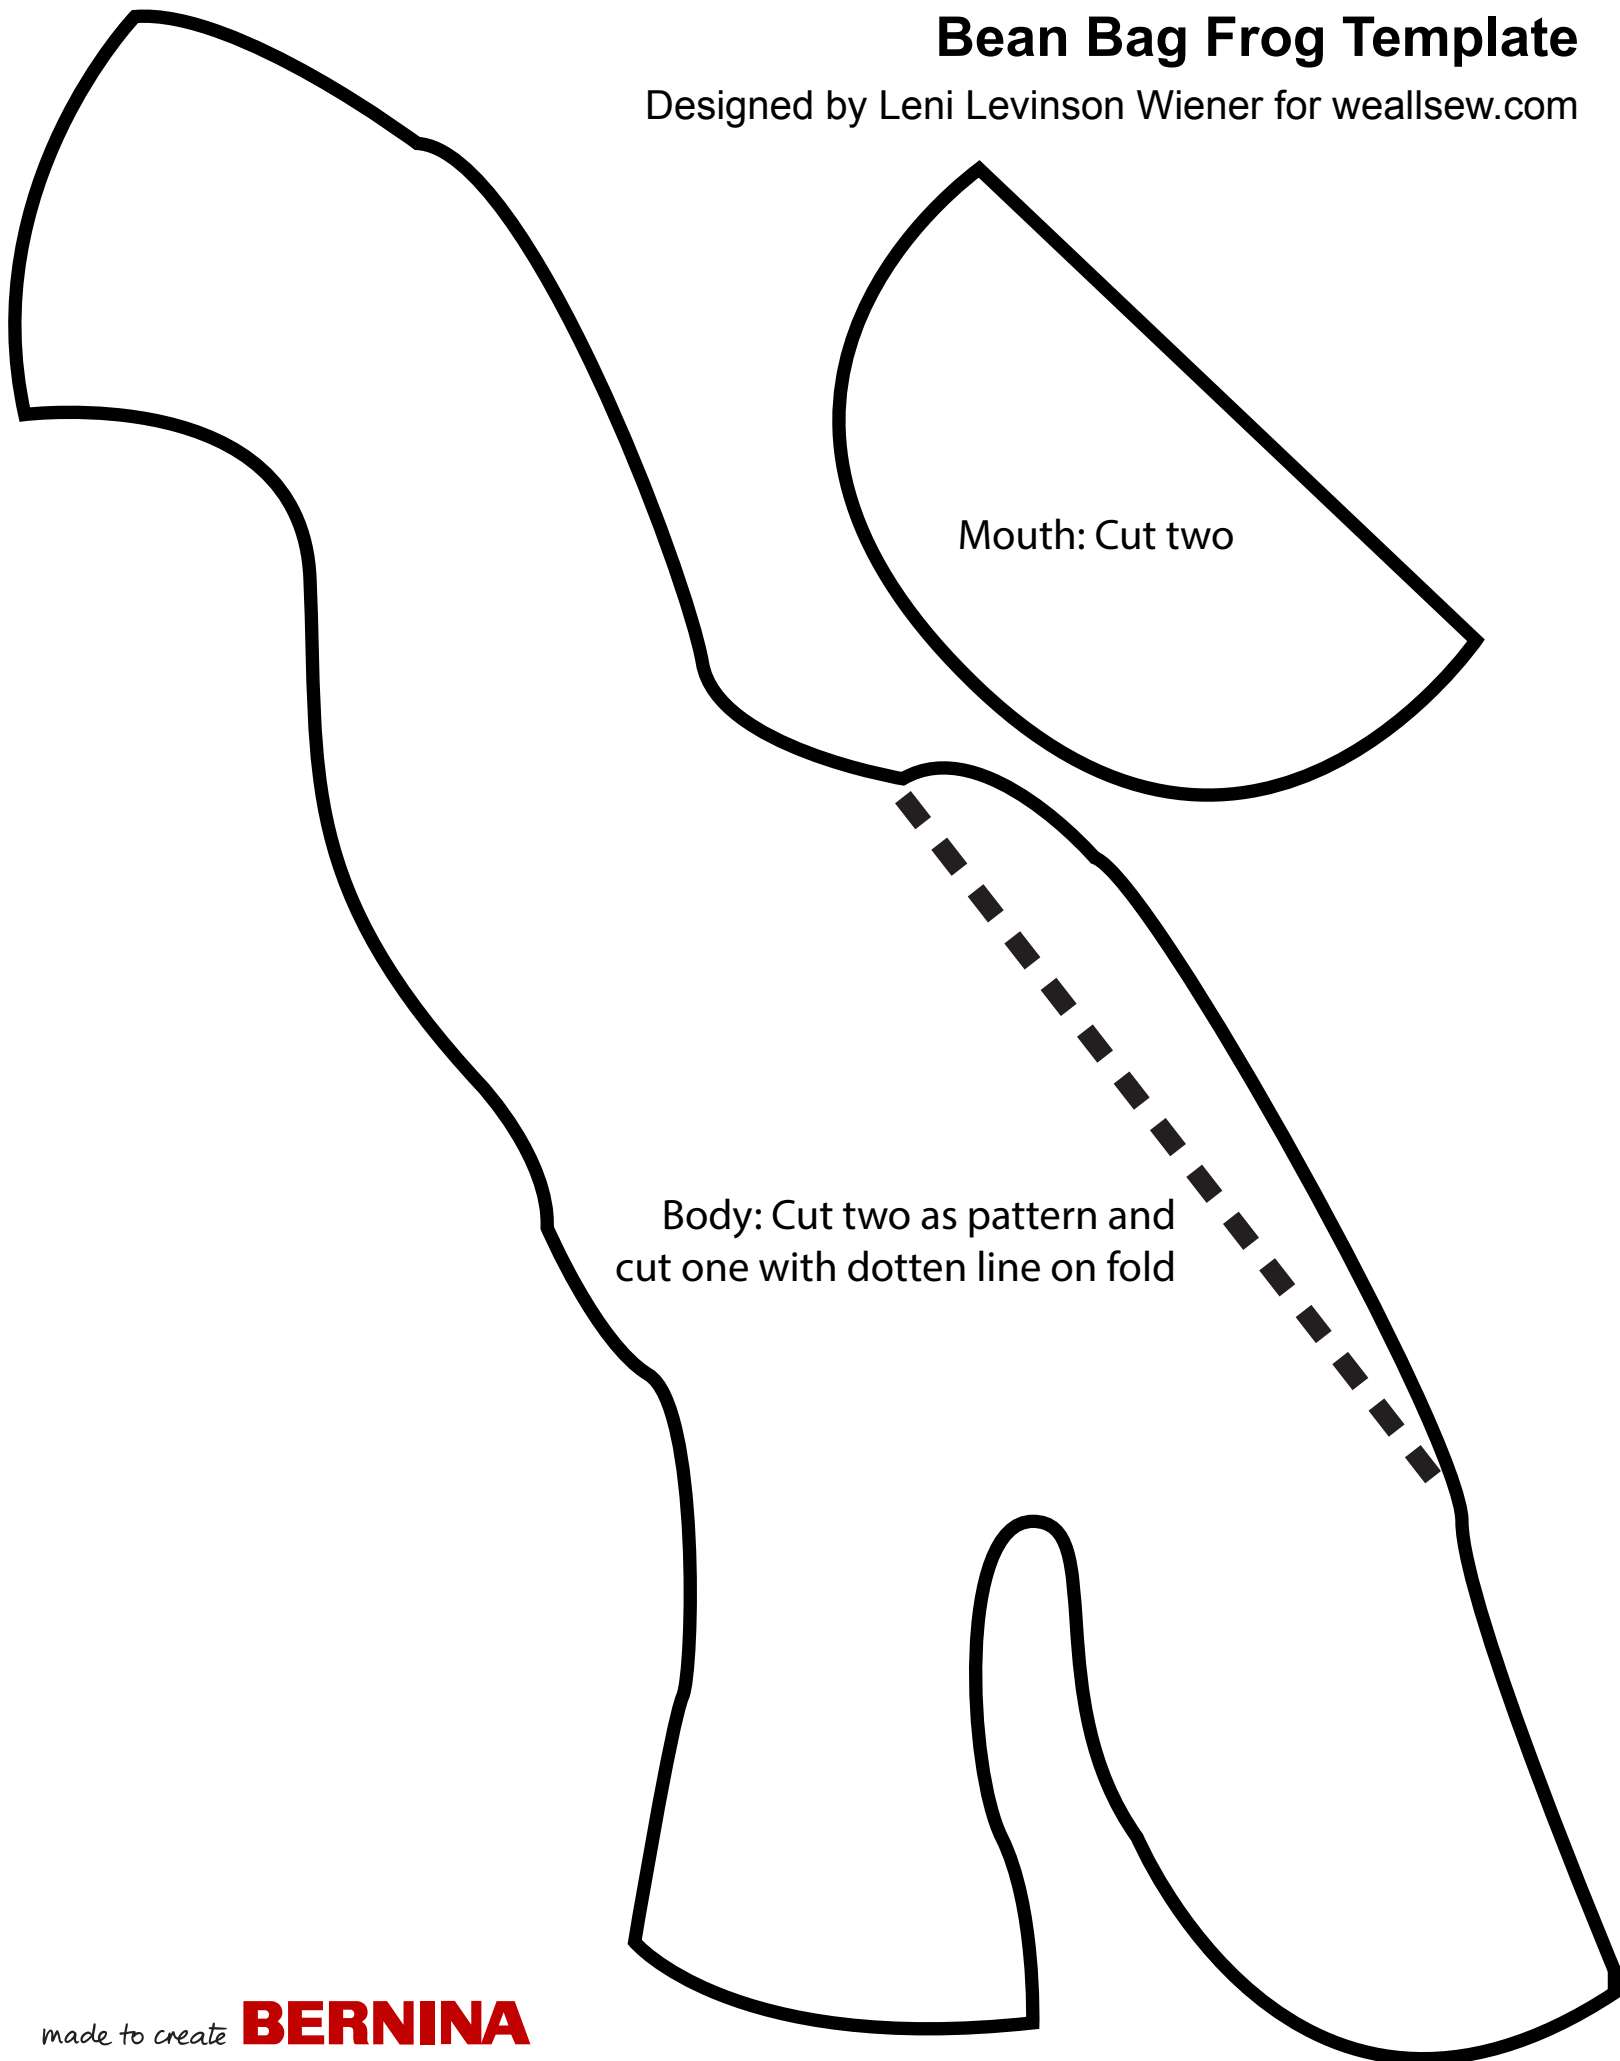 Bean Bag Frog Template
Designed by Leni Levinson Wiener for weallsew.com
Mouth: Cut two
Body: Cut two as pattern and
cut one with dotten line on fold
made to create BERNINA